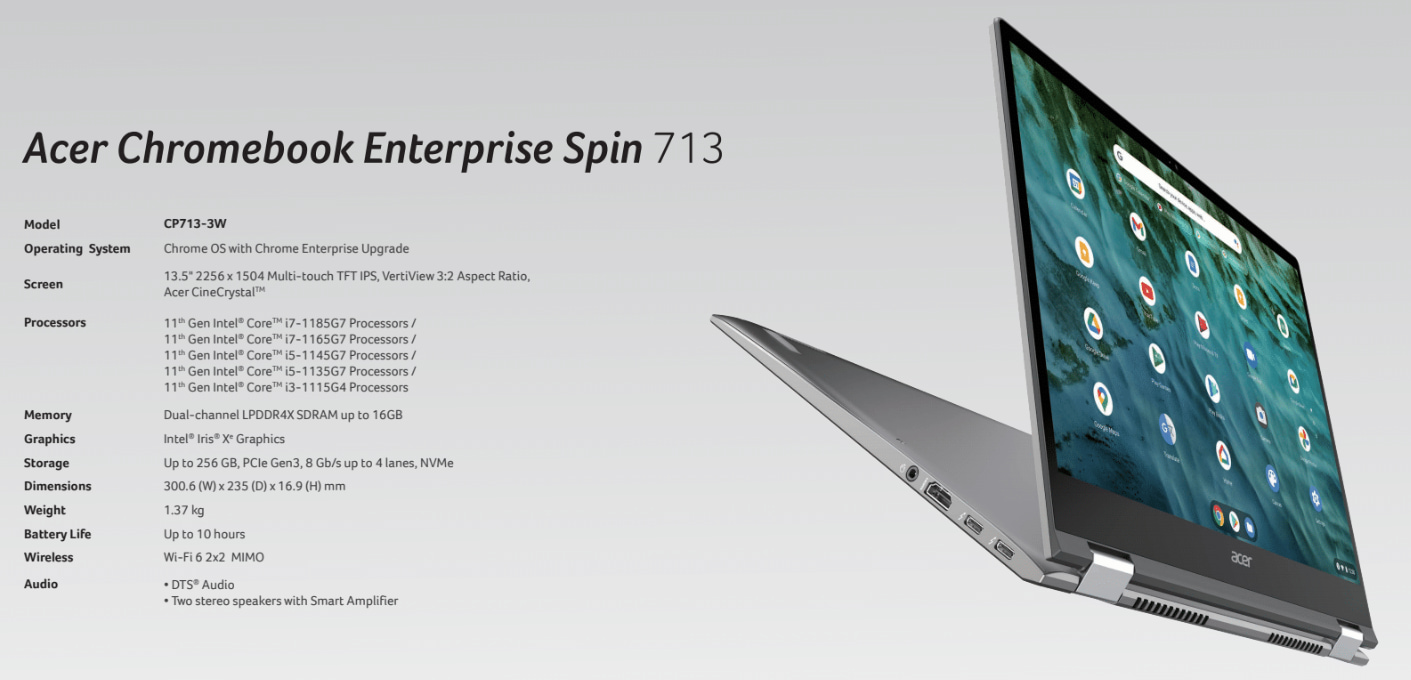 Acer Chromebook Enterprise Spin 713
Model CP713-3W
Operating System Chrome OS with Chrome Enterprise Upgrade
Screen 13.5" 2256 x 1504 Multi-touch TFT IPS, VertiView 3:2 Aspect Ratio,
Acer CineCrystal™
Processors 11th Gen Intel® Core™ i7-1185G7 Processors /
11th Gen Intel® Core™ i7-1165G7 Processors /
11th Gen Intel® Core™ i5-1145G7 Processors /
11th Gen Intel® Core™ i5-1135G7 Processors /
11th Gen Intel® Core™ i3-1115G4 Processors
Memory Dual-channel LPDDR4X SDRAM up to 16GB
Graphics Intel® Iris® Xe Graphics
Storage Up to 256 GB, PCIe Gen3, 8 Gb/s up to 4 lanes, NVMe
Dimensions 300.6 (W) x 235 (D) x 16.9 (H) mm
Weight 1.37 kg
Battery Life Up to 10 hours
Wireless Wi-Fi 6 2x2 MIMO
Audio • DTS® Audio
• Two stereo speakers with Smart Amplifier
Calendar
Google Maps
acer